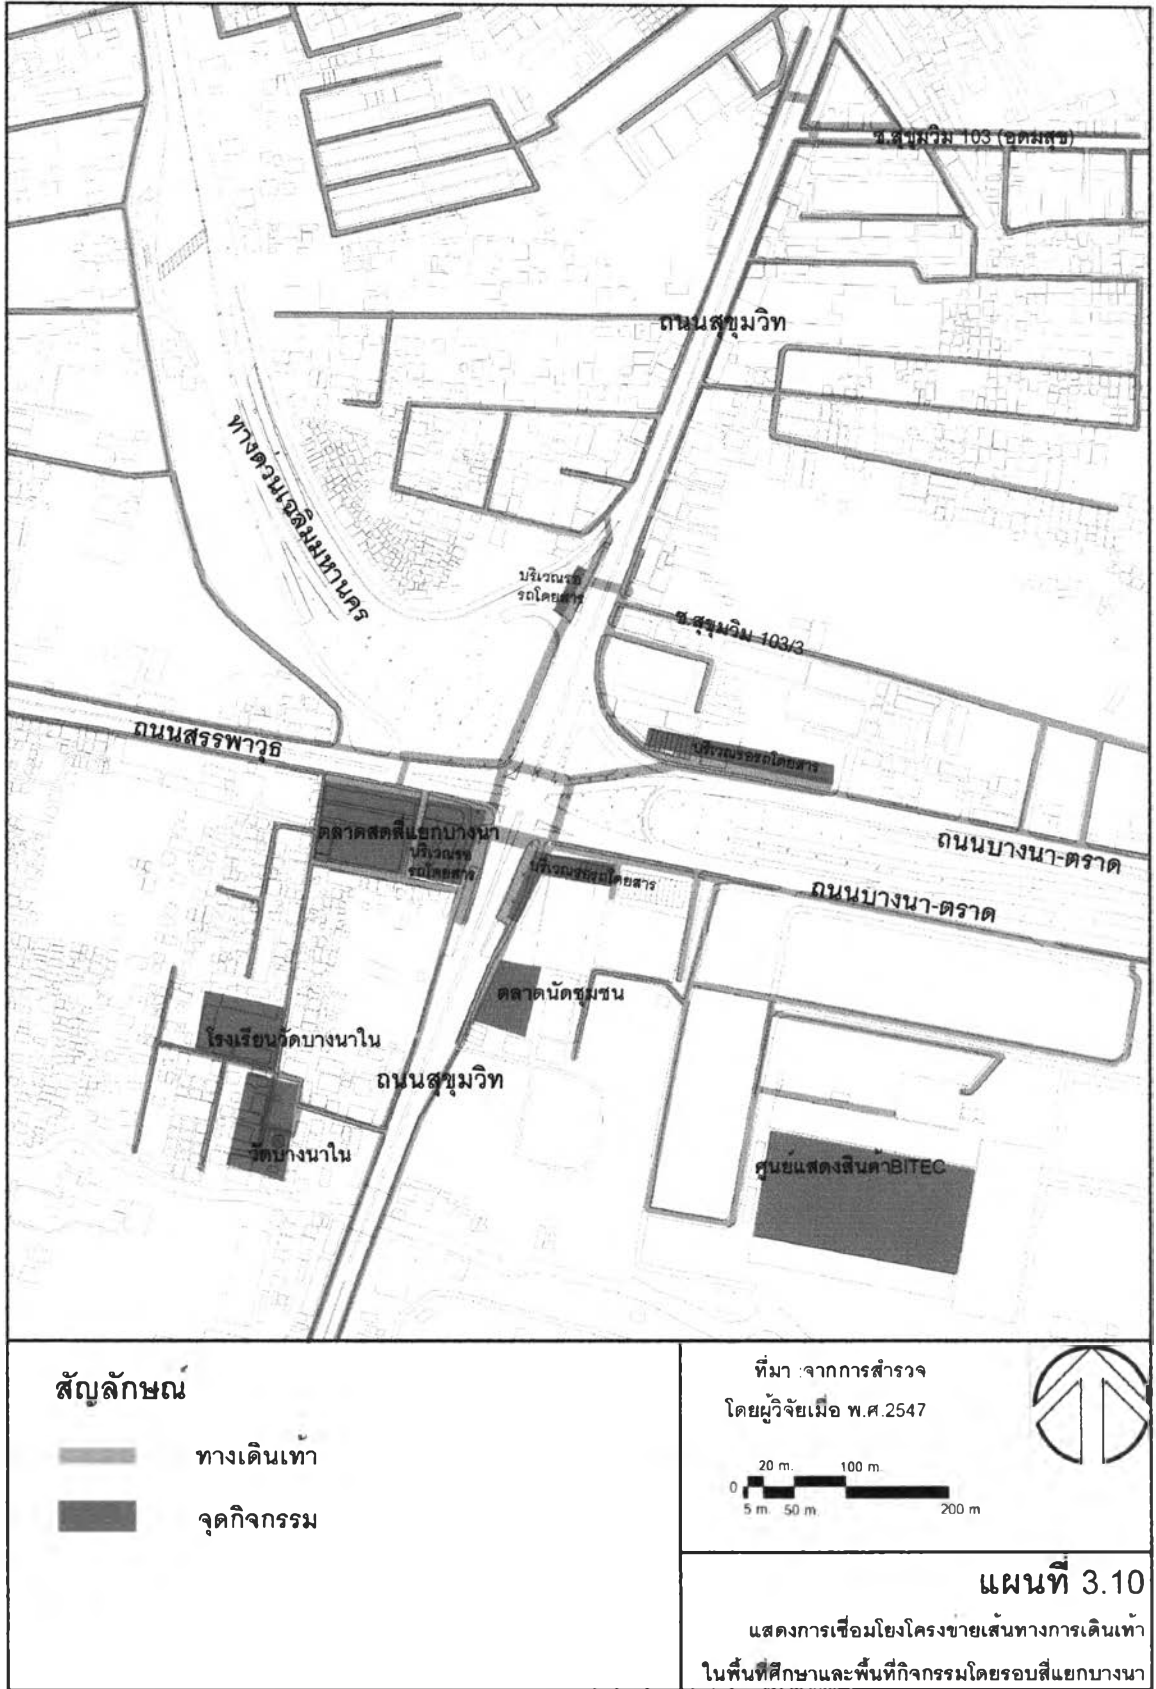 ซ.สุขุมวิม 103 (อุดมสุข)
ถนนสุขุมวิท
ทางด่วนเฉลิมมหานคร
บริเวณรอ
รถโดยสาร
ซ.สุขุมวิม 103/3
ถนนสรรพาวุธ
บริเวณรอรถโดยสาร
ตลาดสดสี่แยกบางนา
บริเวณรอ
รถโดยสาร
บริเวณรอรถโดยสาร
ถนนบางนา-ตราด
ถนนบางนา-ตราด
ตลาดนัดชุมชน
โรงเรียนวัดบางนาใน
ถนนสุขุมวิท
วัดบางนาใน
ศูนย์แสดงสินค้าBITEC
สัญลักษณ์
ทางเดินเท้า
จุดกิจกรรม
ที่มา :จากการสำรวจ
โดยผู้วิจัยเมื่อ พ.ศ.2547
20 m. 100 m.
0
5 m. 50 m. 200 m
แผนที่ 3.10
แสดงการเชื่อมโยงโครงข่ายเส้นทางการเดินเท้า
ในพื้นที่ศึกษาและพื้นที่กิจกรรมโดยรอบสี่แยกบางนา